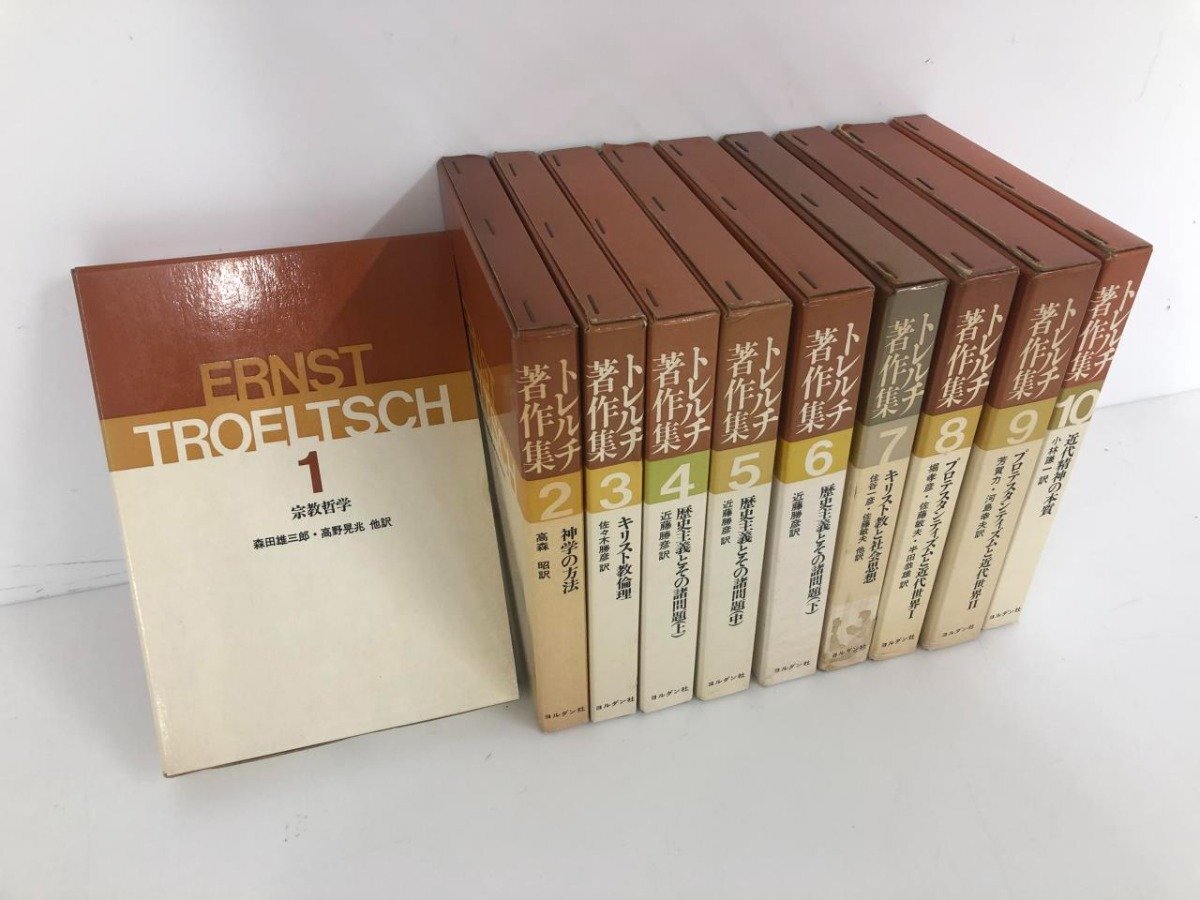 ERNST
TROELTSCH
1
宗教哲学
森田雄三郎・高野晃兆 他訳
トレルチ
著作集
2
神学の方法
高森 昭訳
ヨルダン社
トレルチ
著作集
3
キリスト教倫理
佐々木勝彦訳
ヨルダン社
トレルチ
著作集
4
歴史主義とその諸問題(上)
近藤勝彦訳
ヨルダン社
トレルチ
著作集
5
歴史主義とその諸問題(中)
近藤勝彦訳
ヨルダン社
トレルチ
著作集
6
歴史主義とその諸問題(下)
近藤勝彦訳
ヨルダン社
トレルチ
著作集
7
キリスト教と社会思想
住谷一彦・佐藤敏夫 他訳
ヨルダン社
トレルチ
著作集
8
プロテスタンティズムと近代世界Ⅰ
堀孝彦・佐藤敏夫・半田恭雄訳
ヨルダン社
トレルチ
著作集
9
プロテスタンティズムと近代世界Ⅱ
芳賀力・河島幸夫訳
ヨルダン社
トレルチ
著作集
10
近代精神の本質
小林謙一訳